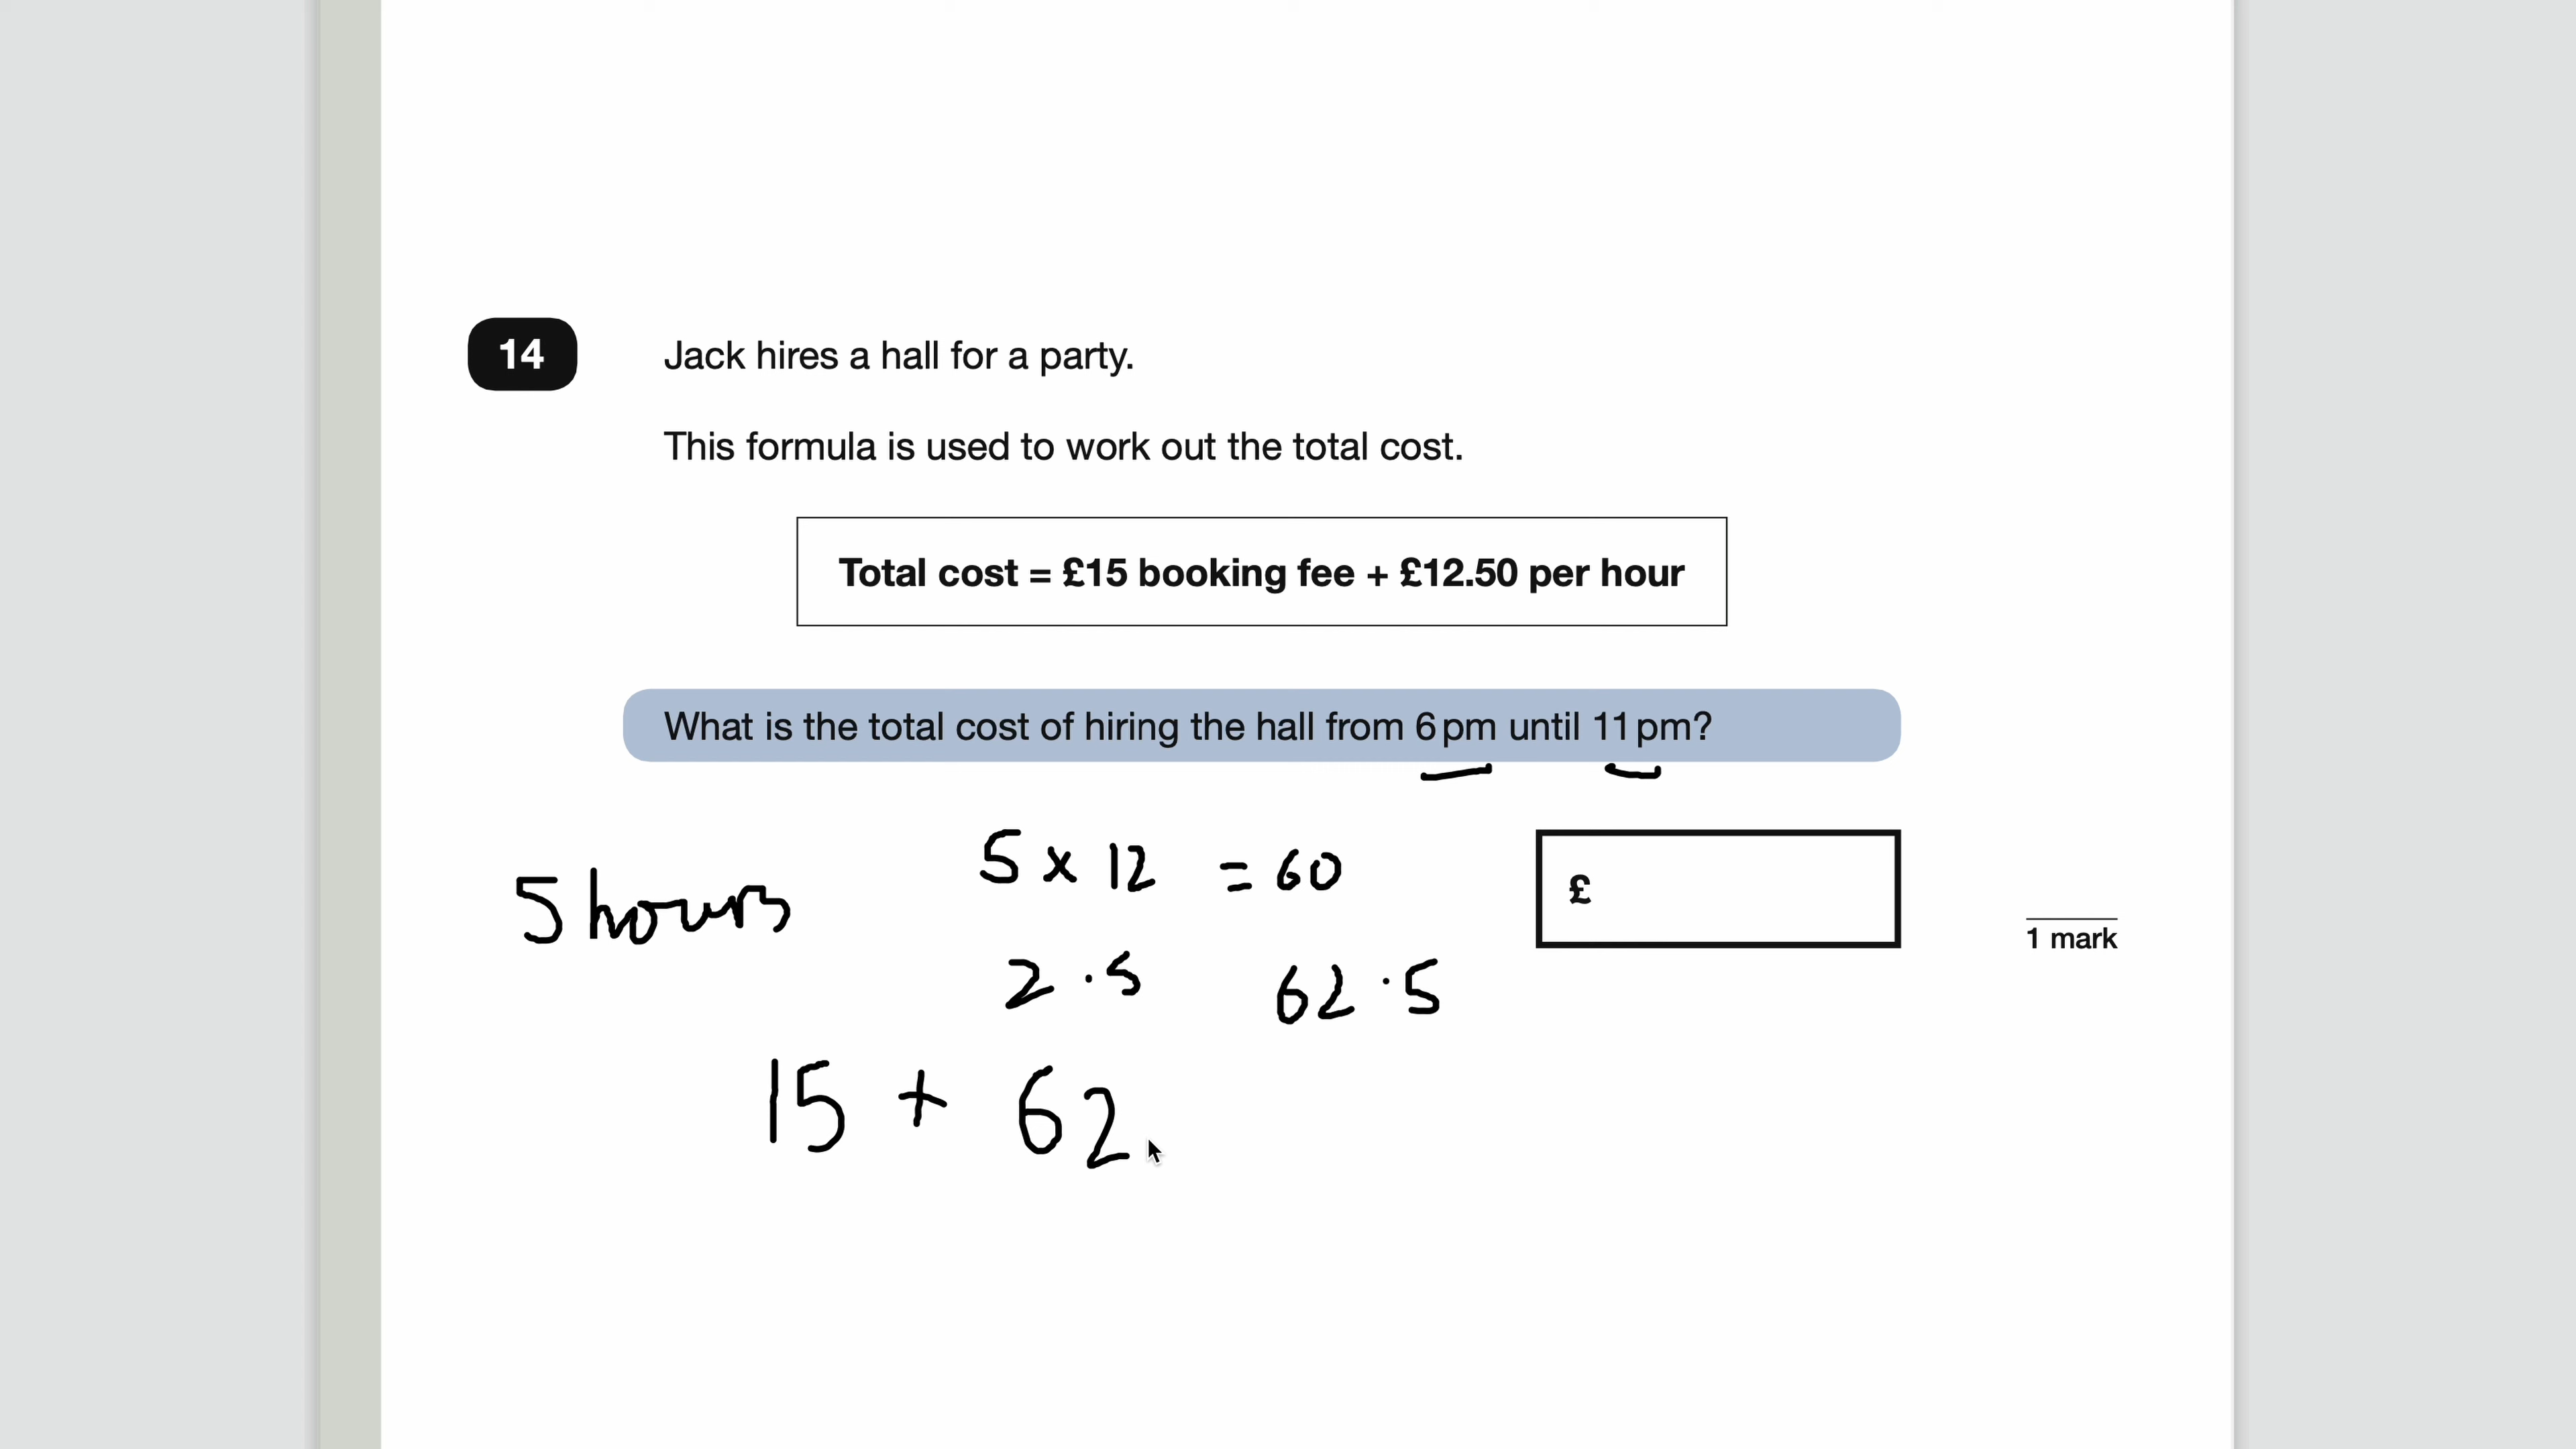 14
Jack hires a hall for a party.
This formula is used to work out the total cost.
Total cost = £15 booking fee + £12.50 per hour
What is the total cost of hiring the hall from 6 pm until 11 pm?
5 hours
5 x 12 = 60
£
1 mark
2 . 5
62 . 5
15 + 62